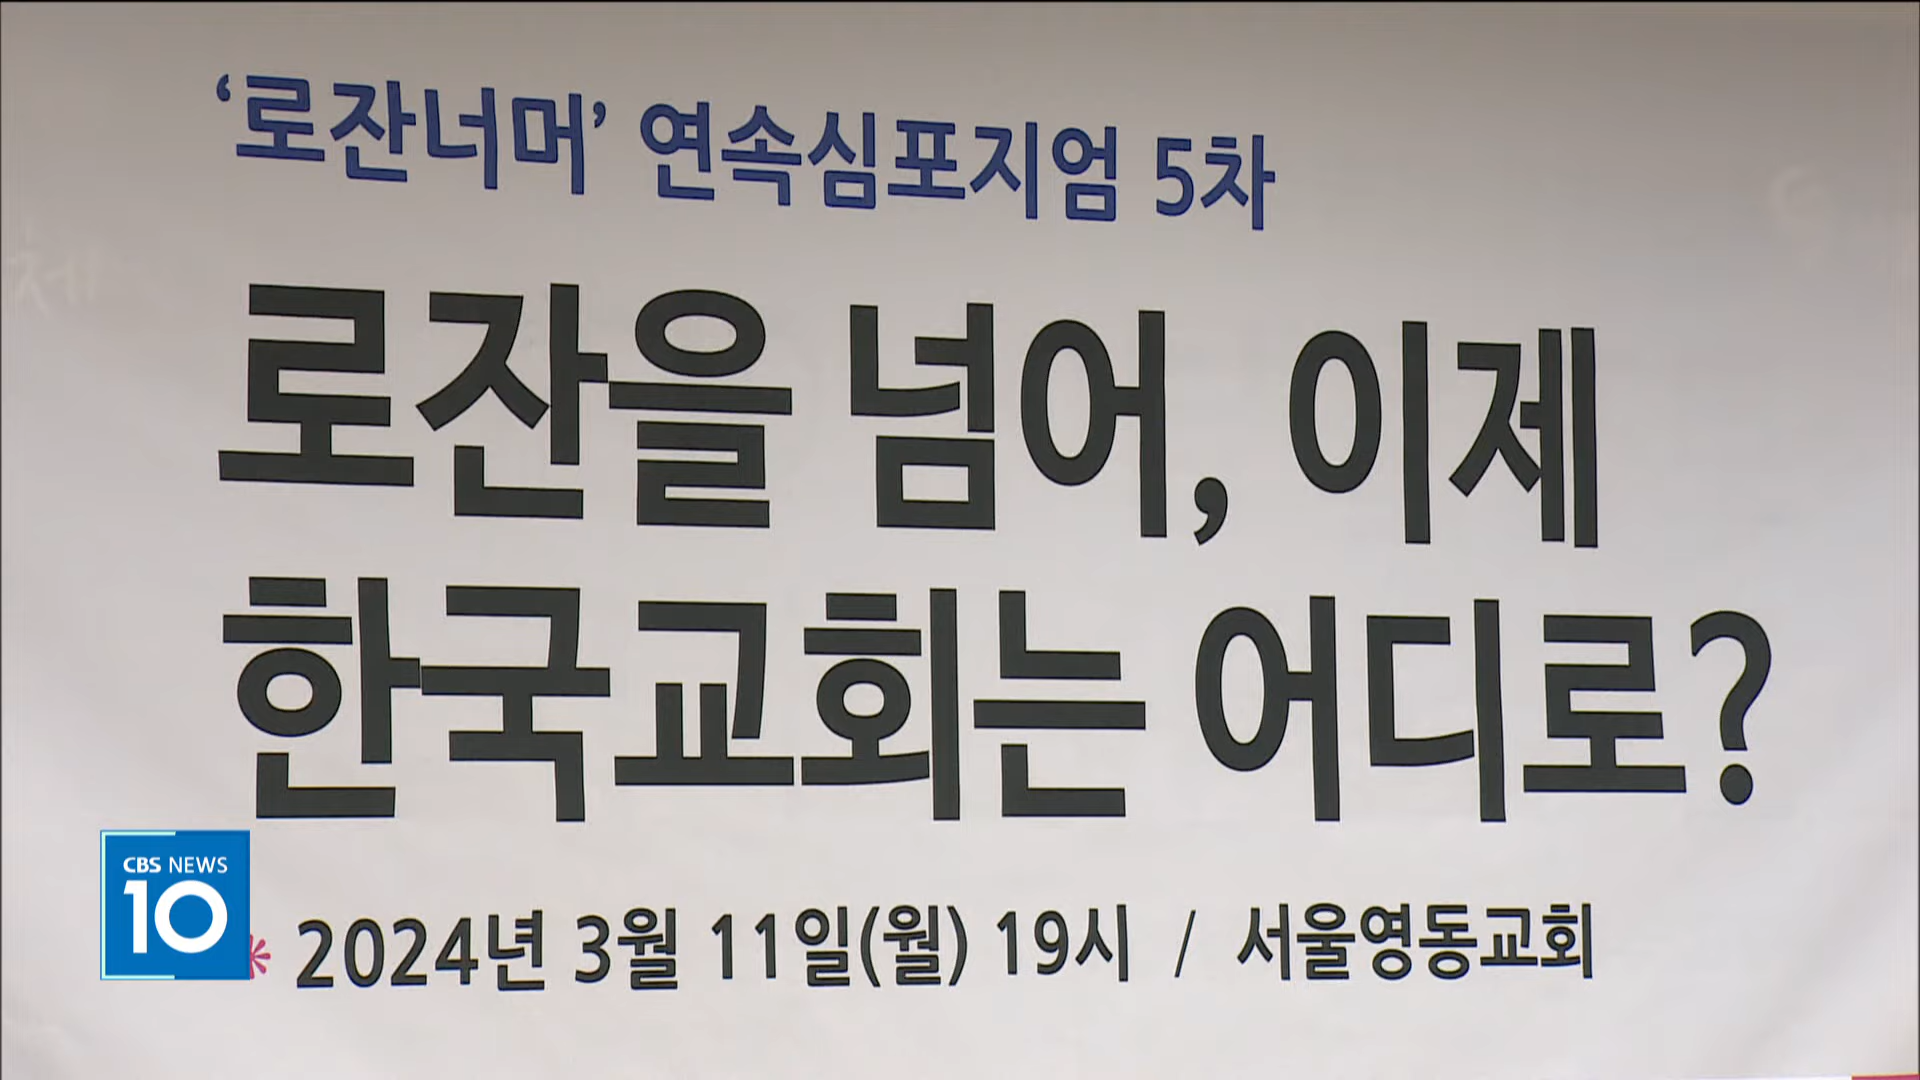 ‘로잔너머’ 연속심포지엄 5차
로잔을 넘어, 이제
한국교회는 어디로?
CBS NEWS
10
2024년 3월 11일(월) 19시 / 서울영동교회